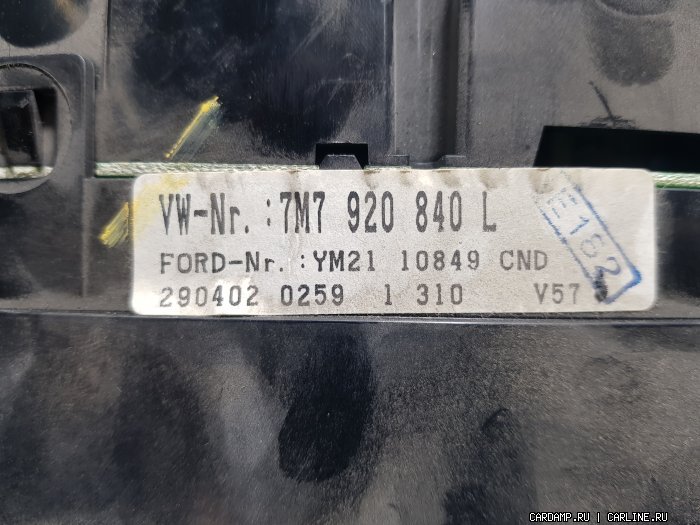 VW-Nr. :7M7 920 840 L
FORD-Nr. :YM21 10849 CND
290402 0259 1 310 V57
E162
CARDAMP.RU | CARLINE.RU